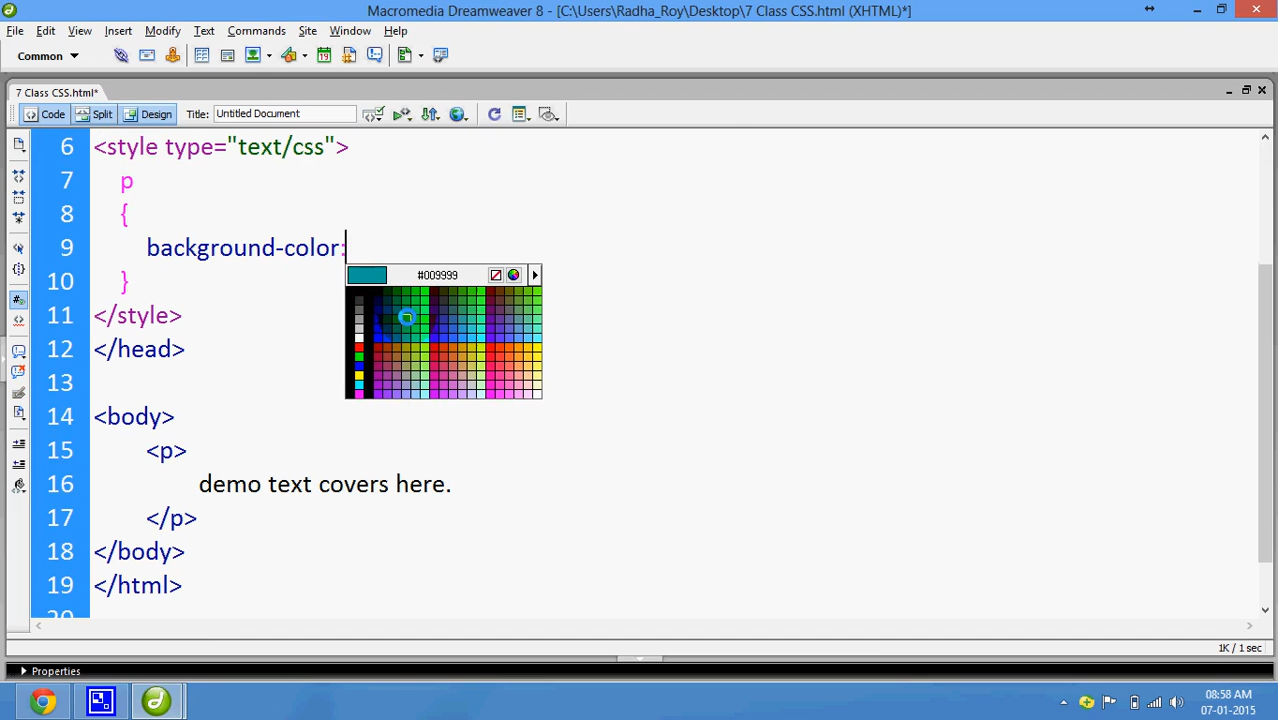 Macromedia Dreamweaver 8 - [C:\Users\Radha_Roy\Desktop\7 Class CSS.html (XHTML)*]
File Edit View Insert Modify Text Commands Site Window Help
Common
7 Class CSS.html*
Code Split Design Title: Untitled Document
6 <style type="text/css">
7 p
8 {
9 background-color:
#009999
10 }
11 </style>
12 </head>
13
14 <body>
15 <p>
16 demo text covers here.
17 </p>
18 </body>
19 </html>
20
1K / 1 sec
Properties
08:58 AM
07-01-2015